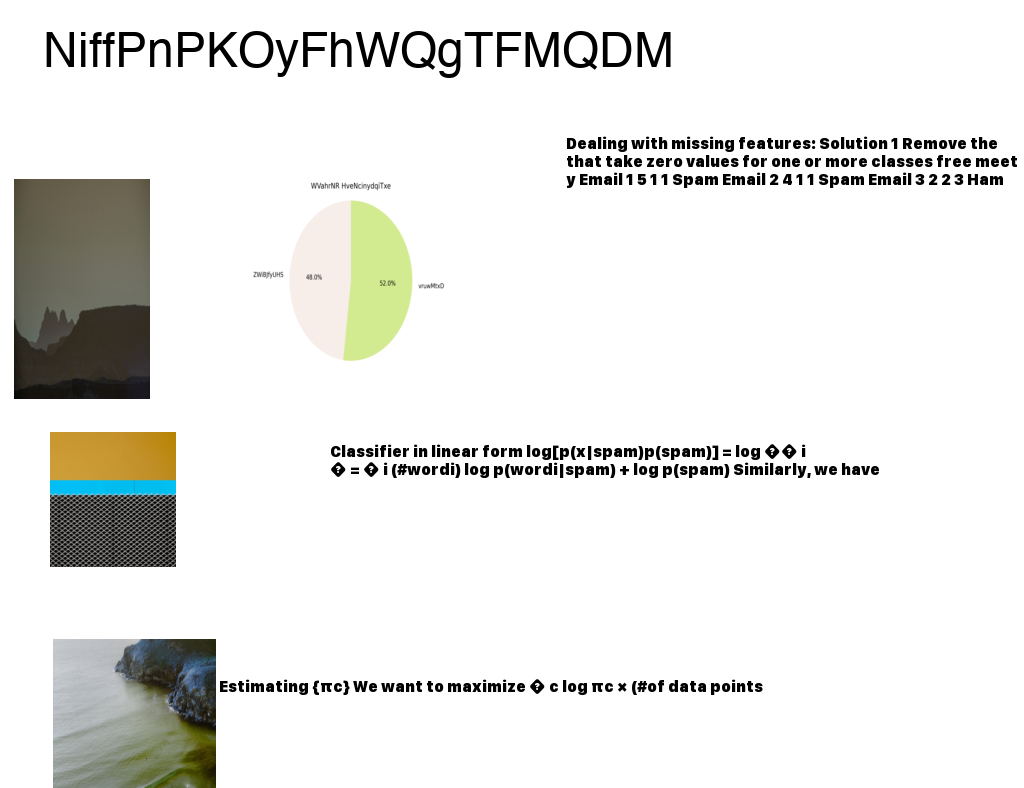 NiffPnPKOyFhWQgTFMQDM
Dealing with missing features: Solution 1 Remove the
that take zero values for one or more classes free meet
y Email 1 5 1 1 Spam Email 2 4 1 1 Spam Email 3 2 2 3 Ham
WVahrNR HveNcinydqiTxe
ZWiBJfyUHS
48.0%
52.0%
vruwMtxD
Classifier in linear form log[p(x|spam)p(spam)] = log �� i
� = � i (#wordi) log p(wordi|spam) + log p(spam) Similarly, we have
Estimating {πc} We want to maximize � c log πc × (#of data points